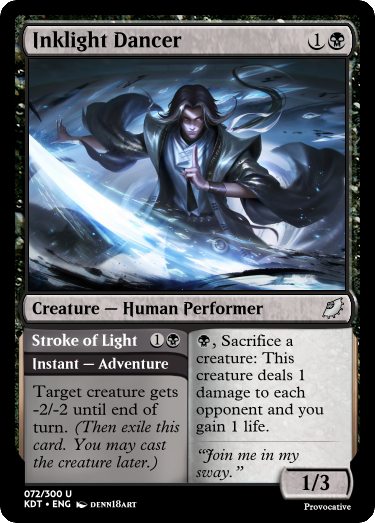 Inklight Dancer 1
Creature — Human Performer
Stroke of Light 1
Instant — Adventure
Target creature gets
-2/-2 until end of
turn. (Then exile this
card. You may cast
the creature later.)
, Sacrifice a
creature: This
creature deals 1
damage to each
opponent and you
gain 1 life.
“Join me in my
sway.”
1/3
072/300 U
KDT • ENG DENN18ART
Provocative